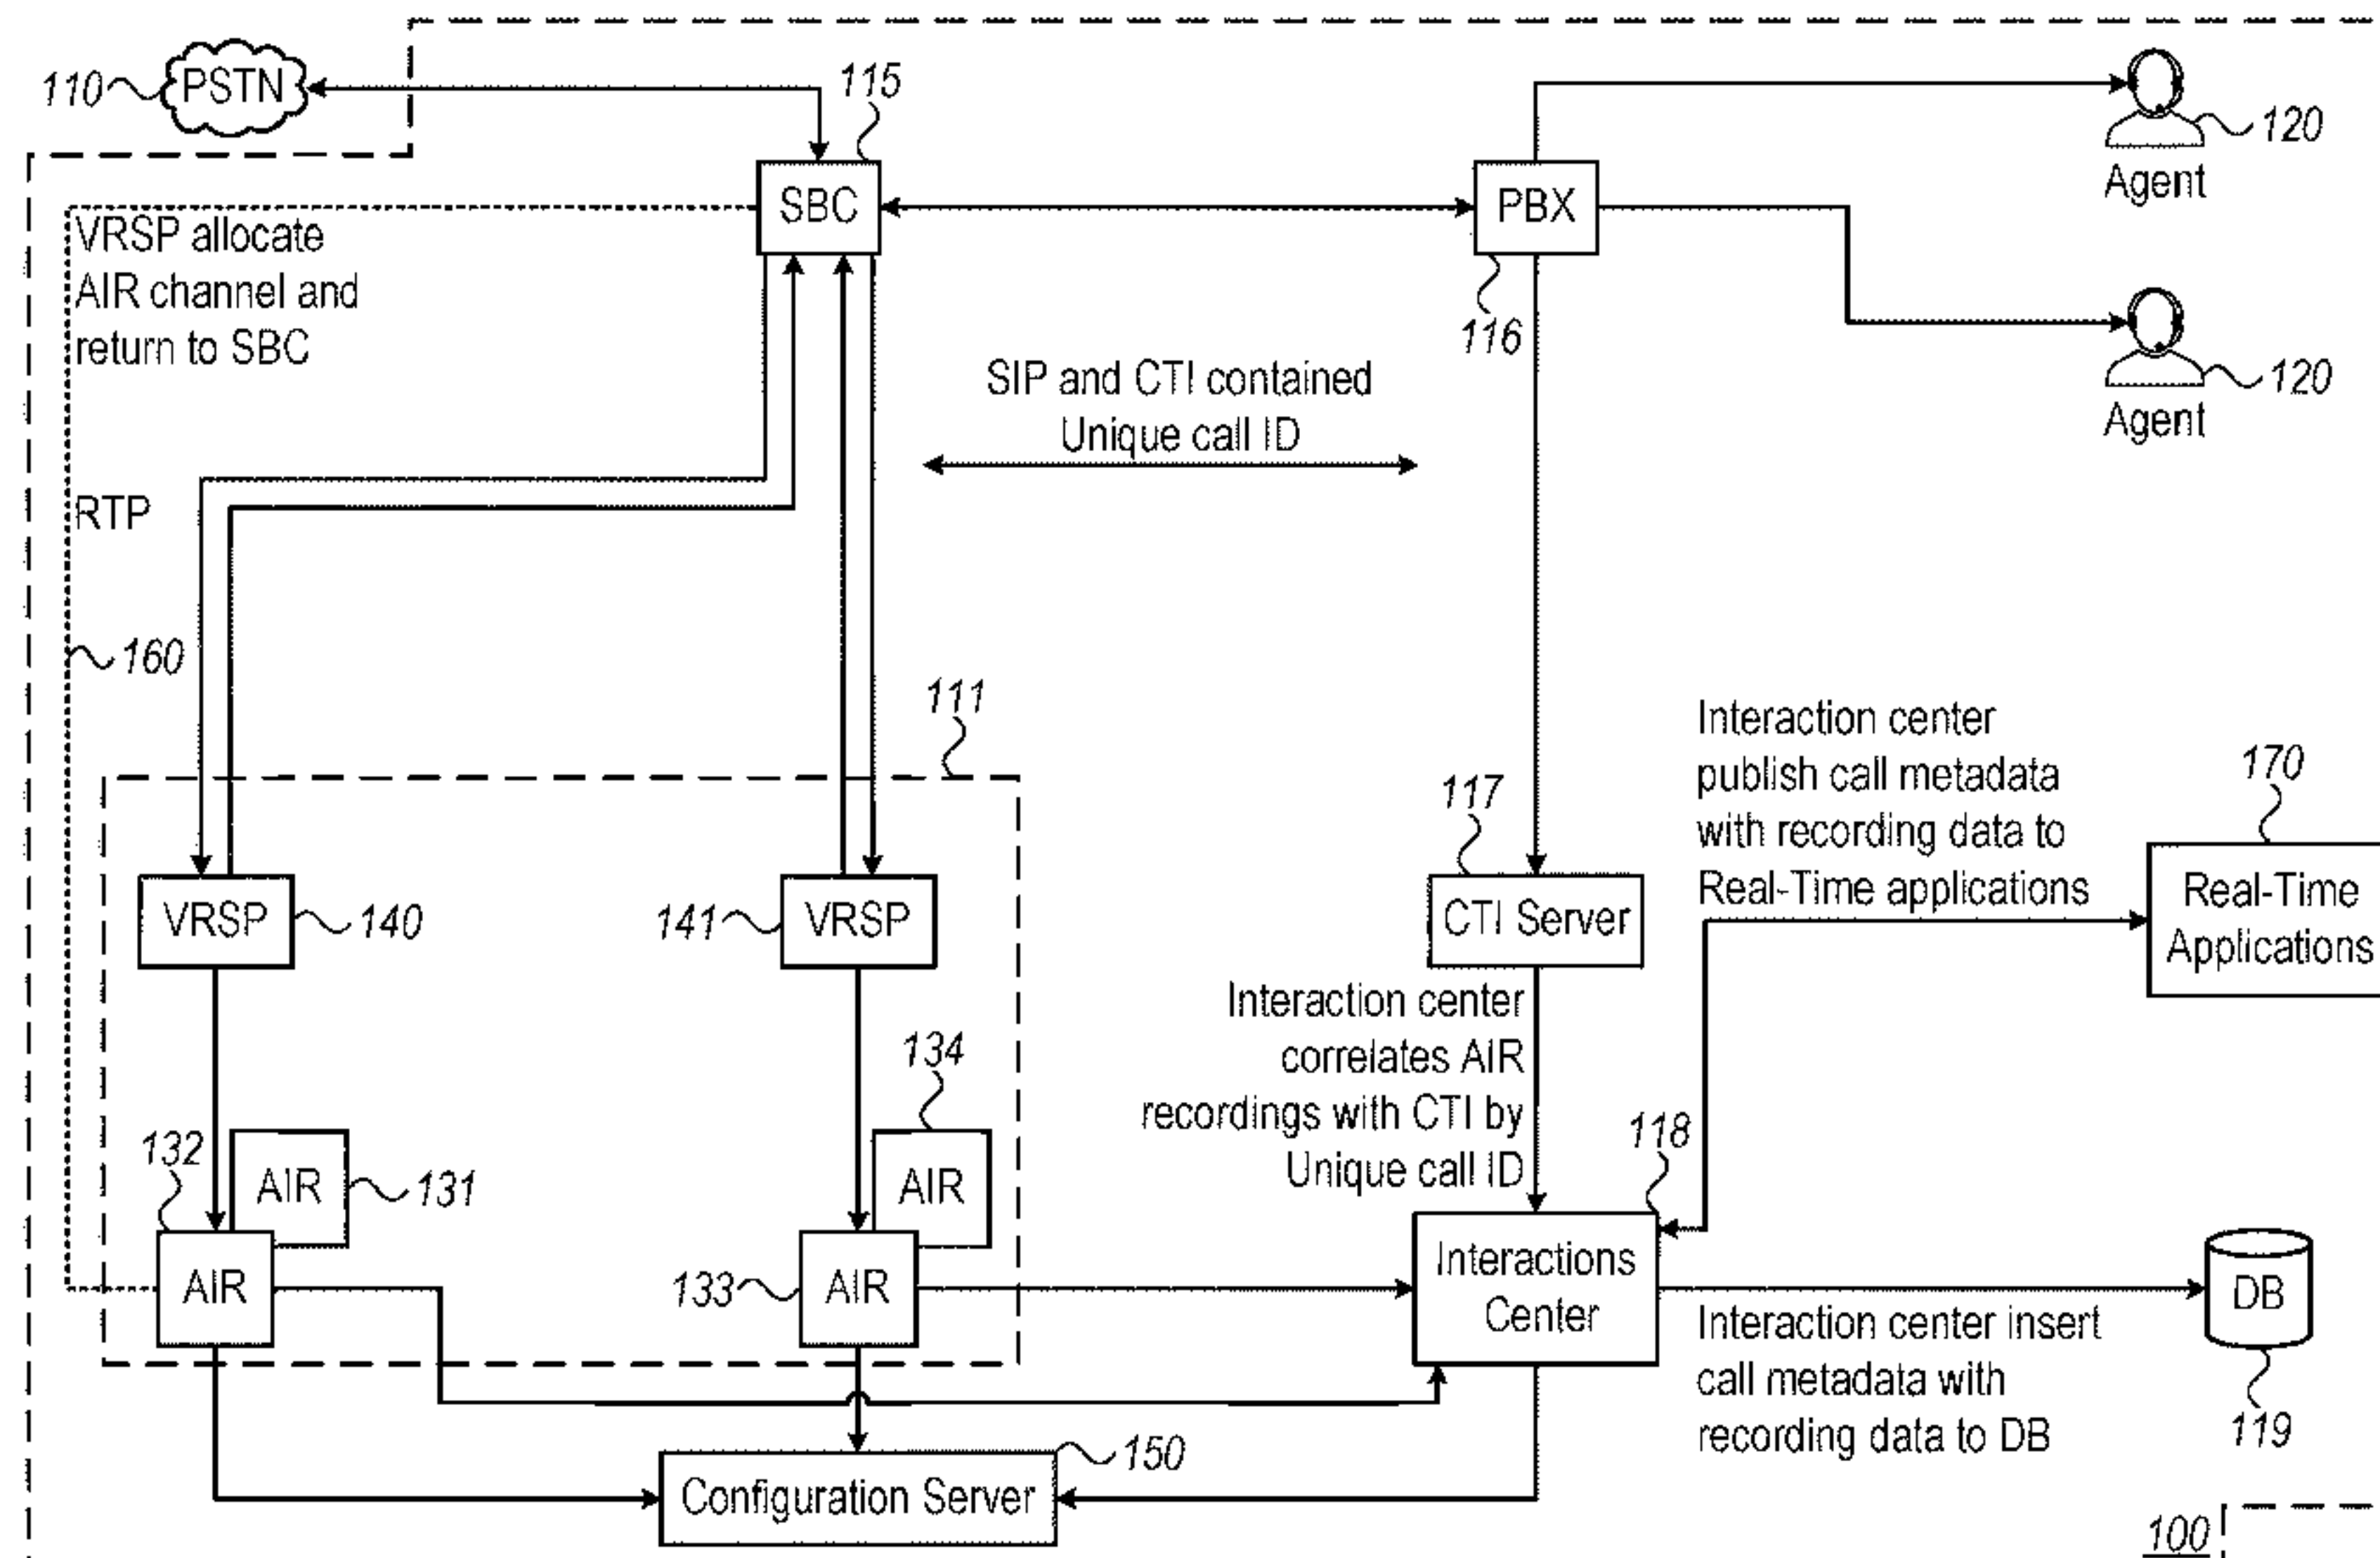 110
PSTN
115
120
Agent
SBC
PBX
VRSP allocate
AIR channel and
return to SBC
116
120
Agent
SIP and CTI contained
Unique call ID
RTP
160
111
Interaction center
publish call metadata
with recording data to
Real-Time applications
170
Real-Time
Applications
117
CTI Server
VRSP
140
141
VRSP
Interaction center
correlates AIR
recordings with CTI by
Unique call ID
134
AIR
132
AIR
131
118
AIR
133
AIR
Interactions
Center
DB
119
Interaction center insert
call metadata with
recording data to DB
150
Configuration Server
100